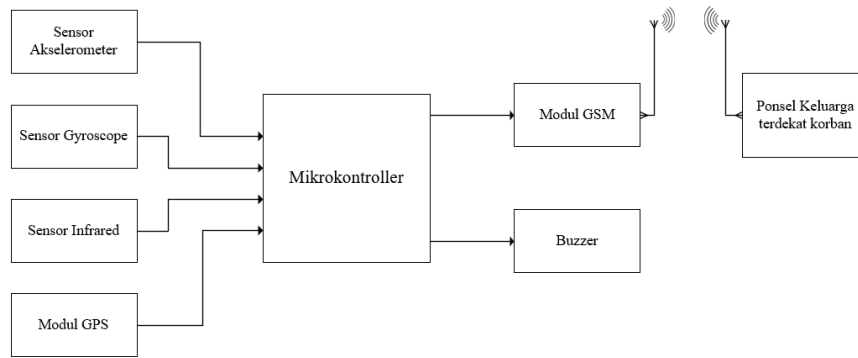 Sensor
Akselerometer
Sensor Gyroscope
Sensor Infrared
Modul GPS
Mikrokontroller
Modul GSM
Buzzer
Ponsel Keluarga
terdekat korban